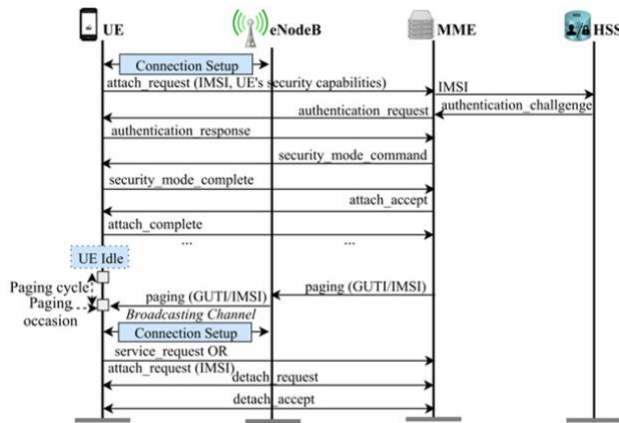 UE
eNodeB
MME
HSS
Connection Setup
attach_request (IMSI, UE's security capabilities)
IMSI
authentication_challgenge
authentication_request
authentication_response
security_mode_command
security_mode_complete
attach_accept
attach_complete
...
...
UE Idle
Paging cycle
paging (GUTI/IMSI)
paging (GUTI/IMSI)
Paging
occasion
Broadcasting Channel
Connection Setup
service_request OR
attach_request (IMSI)
detach_request
detach_accept